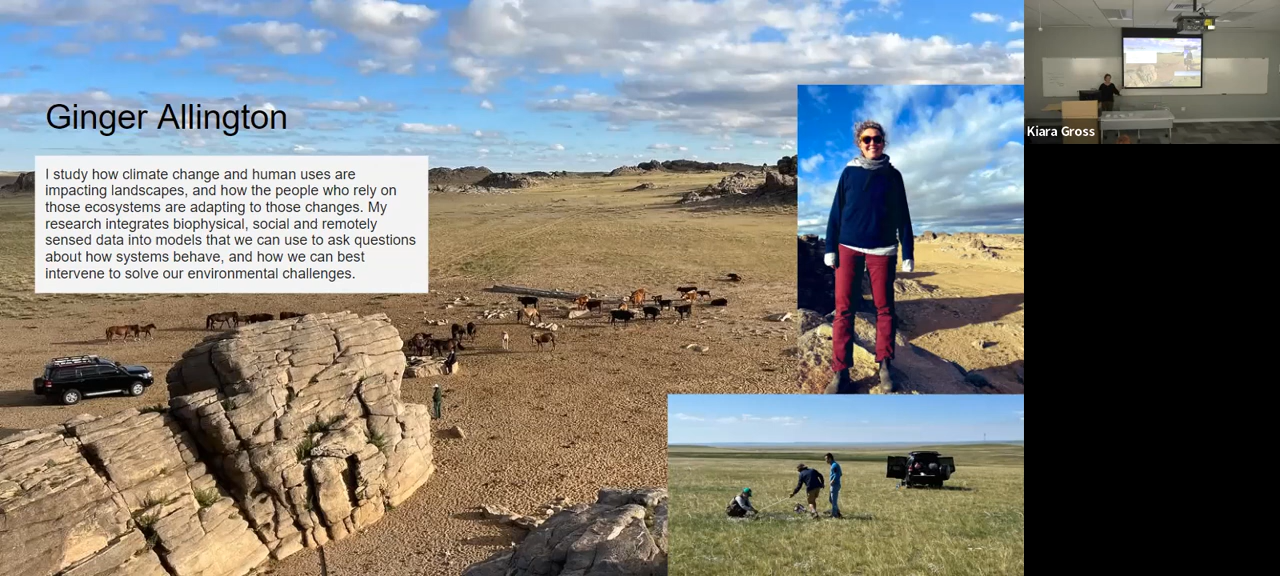 Ginger Allington
I study how climate change and human uses are
impacting landscapes, and how the people who rely on
those ecosystems are adapting to those changes. My
research integrates biophysical, social and remotely
sensed data into models that we can use to ask questions
about how systems behave, and how we can best
intervene to solve our environmental challenges.
Kiara Gross